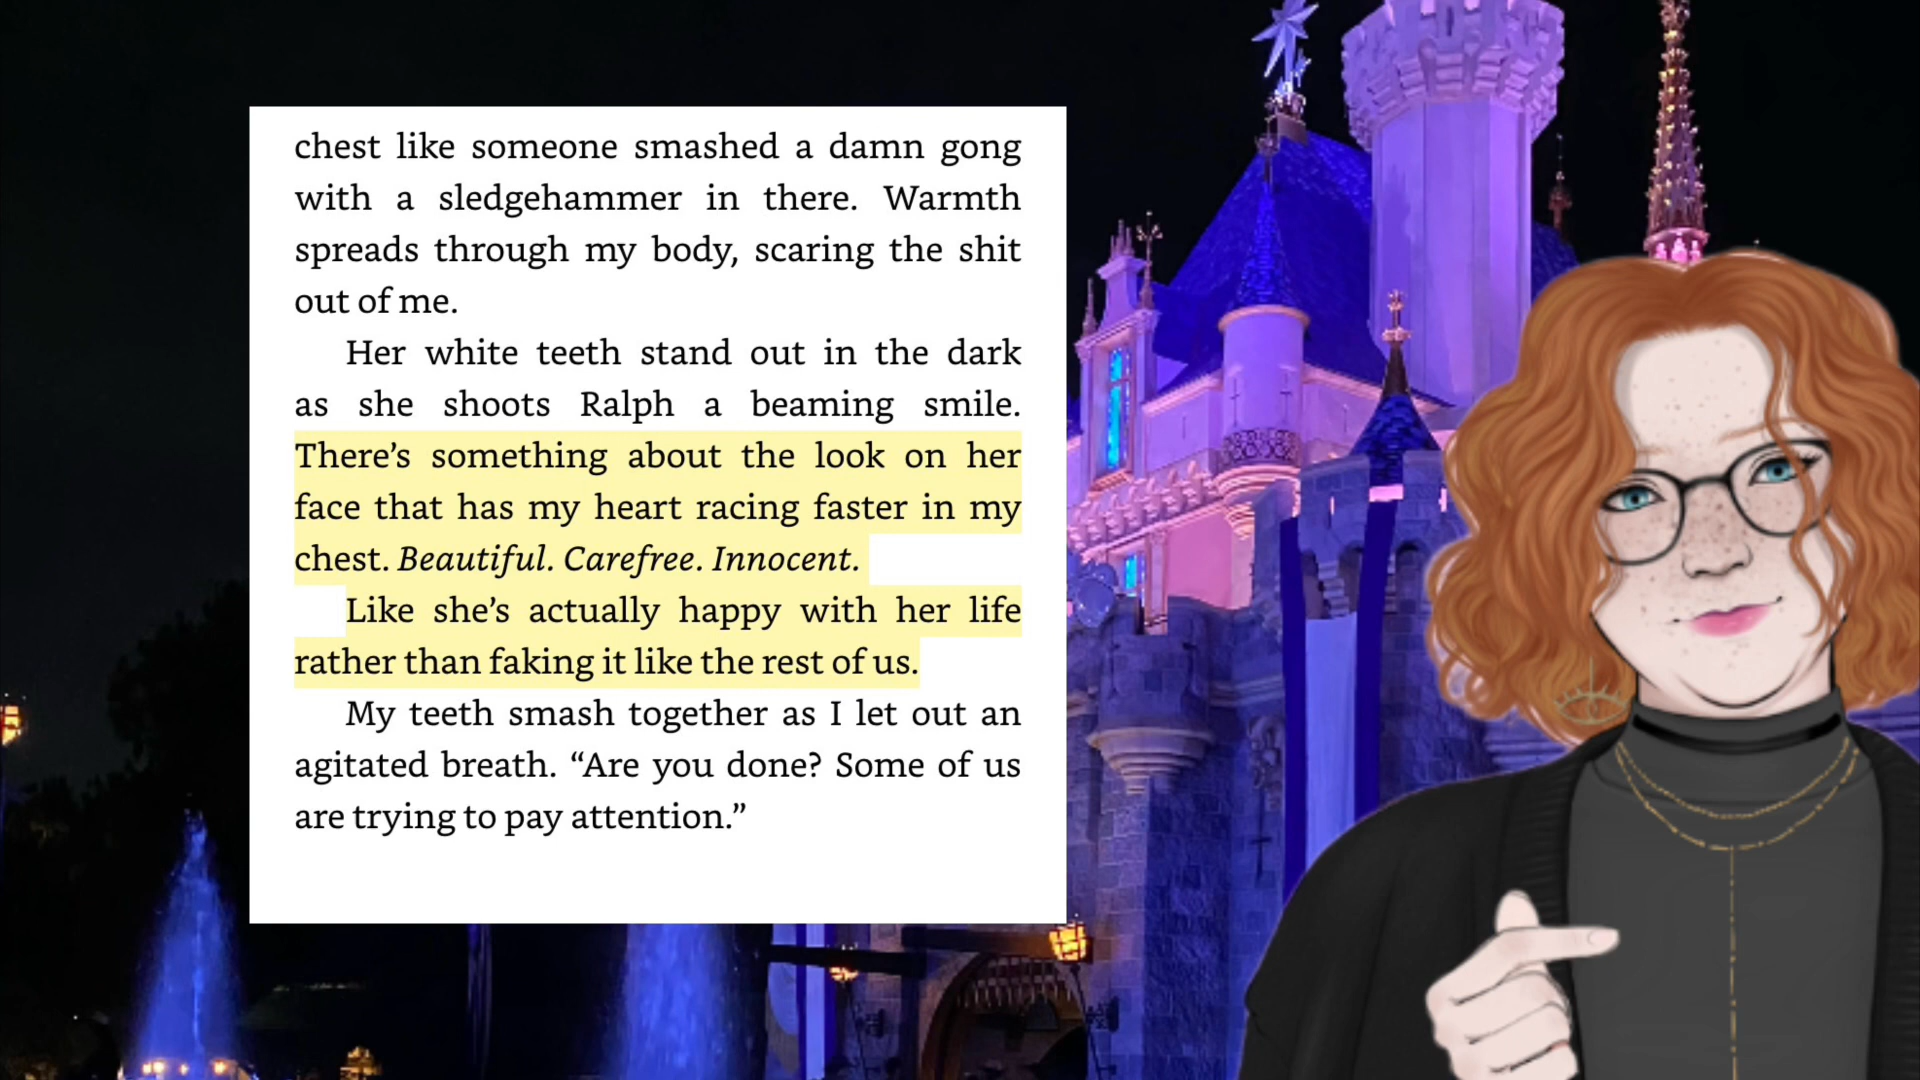 chest like someone smashed a damn gong
with a sledgehammer in there. Warmth
spreads through my body, scaring the shit
out of me.
Her white teeth stand out in the dark
as she shoots Ralph a beaming smile.
There’s something about the look on her
face that has my heart racing faster in my
chest. Beautiful. Carefree. Innocent.
Like she’s actually happy with her life
rather than faking it like the rest of us.
My teeth smash together as I let out an
agitated breath. “Are you done? Some of us
are trying to pay attention.”